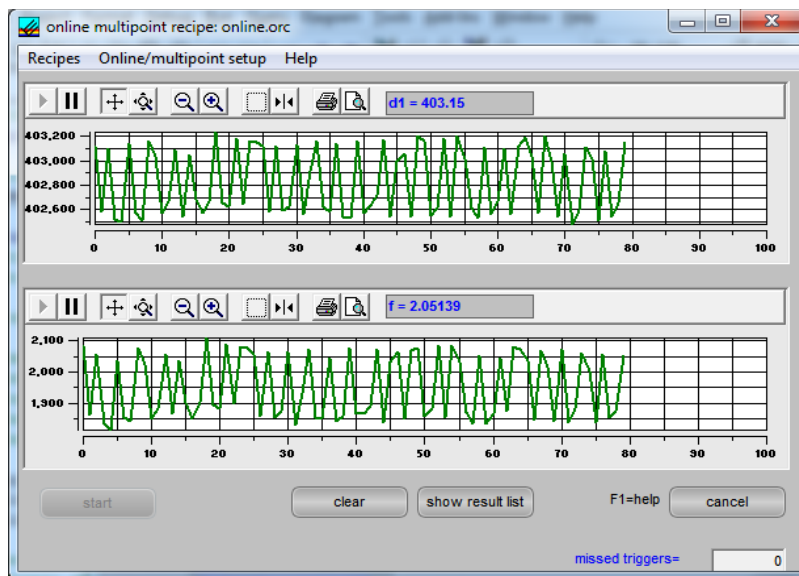 online multipoint recipe: online.orc
Recipes Online/multipoint setup Help
d1 = 403.15
403,200
403,000
402,800
402,600
0 10 20 30 40 50 60 70 80 90 100
f = 2.05139
2,100
2,000
1,900
0 10 20 30 40 50 60 70 80 90 100
start clear show result list F1=help cancel
missed triggers= 0